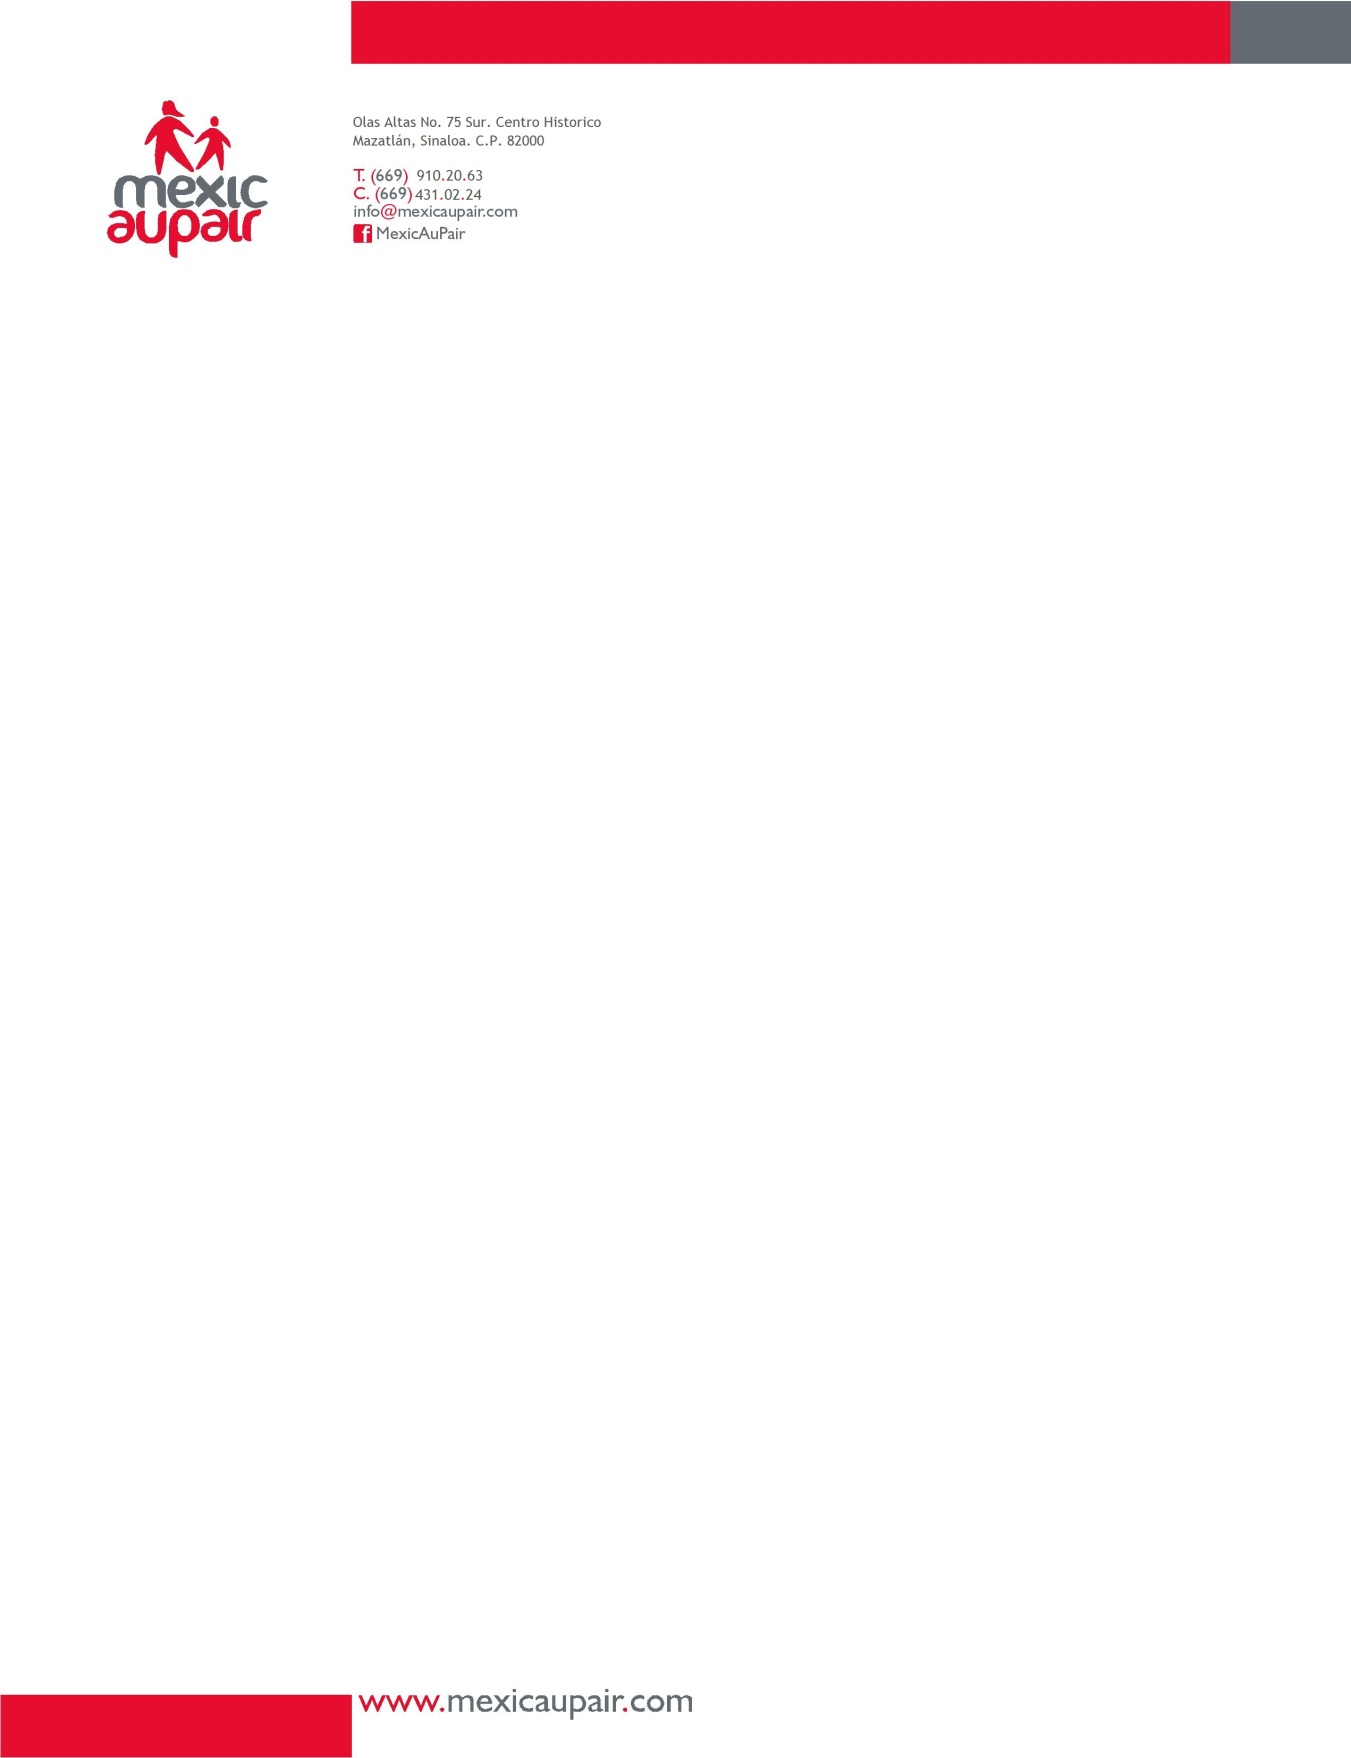 mexic
aupair
Olas Altas No. 75 Sur. Centro Historico
Mazatlán, Sinaloa. C.P. 82000
T. (669) 910.20.63
C. (669) 431.02.24
info@mexicaupair.com
f MexicAuPair
www.mexicaupair.com